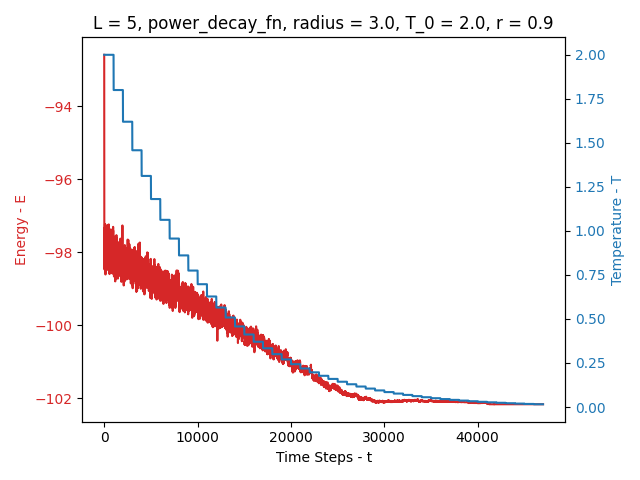 L = 5, power_decay_fn, radius = 3.0, T_0 = 2.0, r = 0.9
Energy - E
−94
−96
−98
−100
−102
2.00
1.75
1.50
1.25
1.00
0.75
0.50
0.25
0.00
Temperature - T
0 10000 20000 30000 40000
Time Steps - t